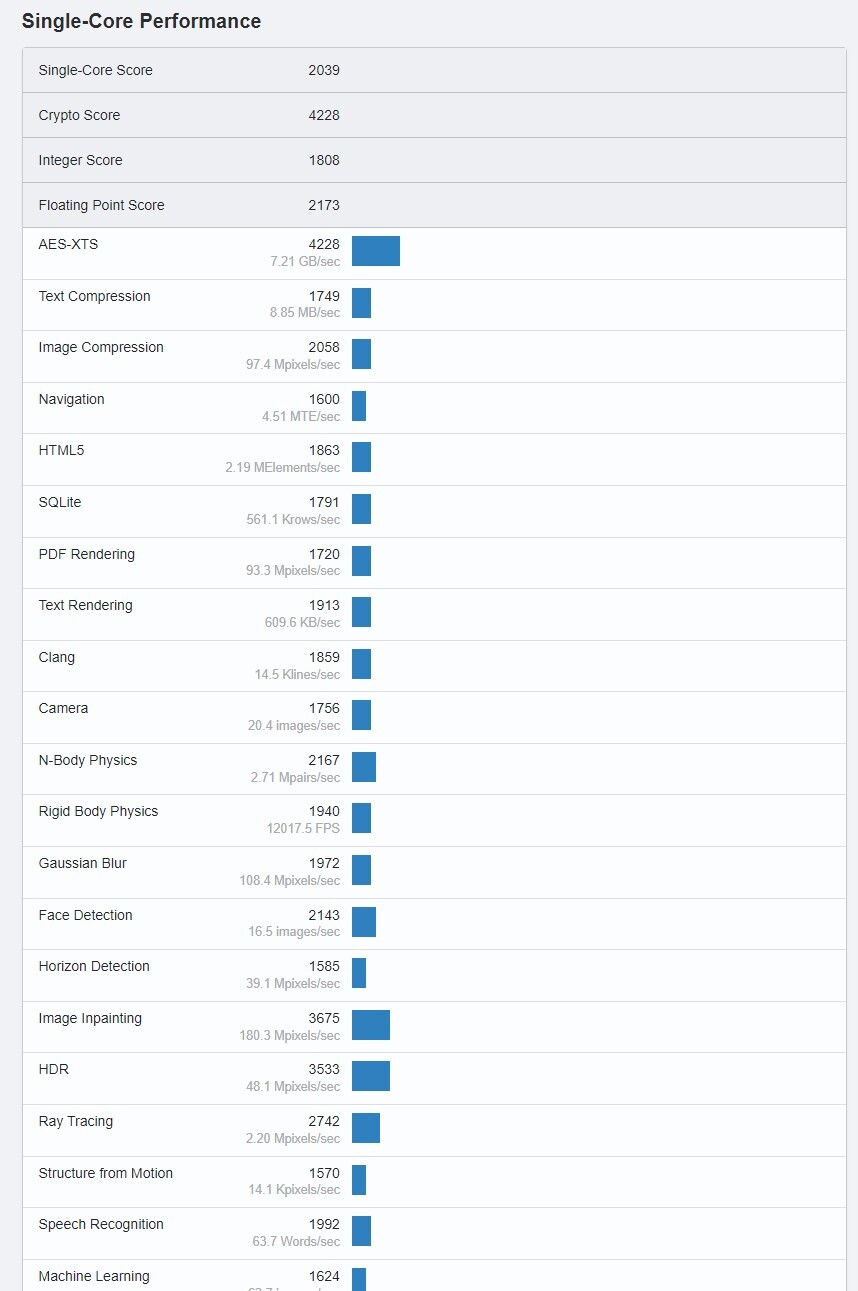 Single-Core Performance
Single-Core Score 2039
Crypto Score 4228
Integer Score 1808
Floating Point Score 2173
AES-XTS 4228
7.21 GB/sec
Text Compression 1749
8.85 MB/sec
Image Compression 2058
97.4 Mpixels/sec
Navigation 1600
4.51 MTE/sec
HTML5 1863
2.19 MElements/sec
SQLite 1791
561.1 Krows/sec
PDF Rendering 1720
93.3 Mpixels/sec
Text Rendering 1913
609.6 KB/sec
Clang 1859
14.5 Klines/sec
Camera 1756
20.4 images/sec
N-Body Physics 2167
2.71 Mpairs/sec
Rigid Body Physics 1940
12017.5 FPS
Gaussian Blur 1972
108.4 Mpixels/sec
Face Detection 2143
16.5 images/sec
Horizon Detection 1585
39.1 Mpixels/sec
Image Inpainting 3675
180.3 Mpixels/sec
HDR 3533
48.1 Mpixels/sec
Ray Tracing 2742
2.20 Mpixels/sec
Structure from Motion 1570
14.1 Kpixels/sec
Speech Recognition 1992
63.7 Words/sec
Machine Learning 1624